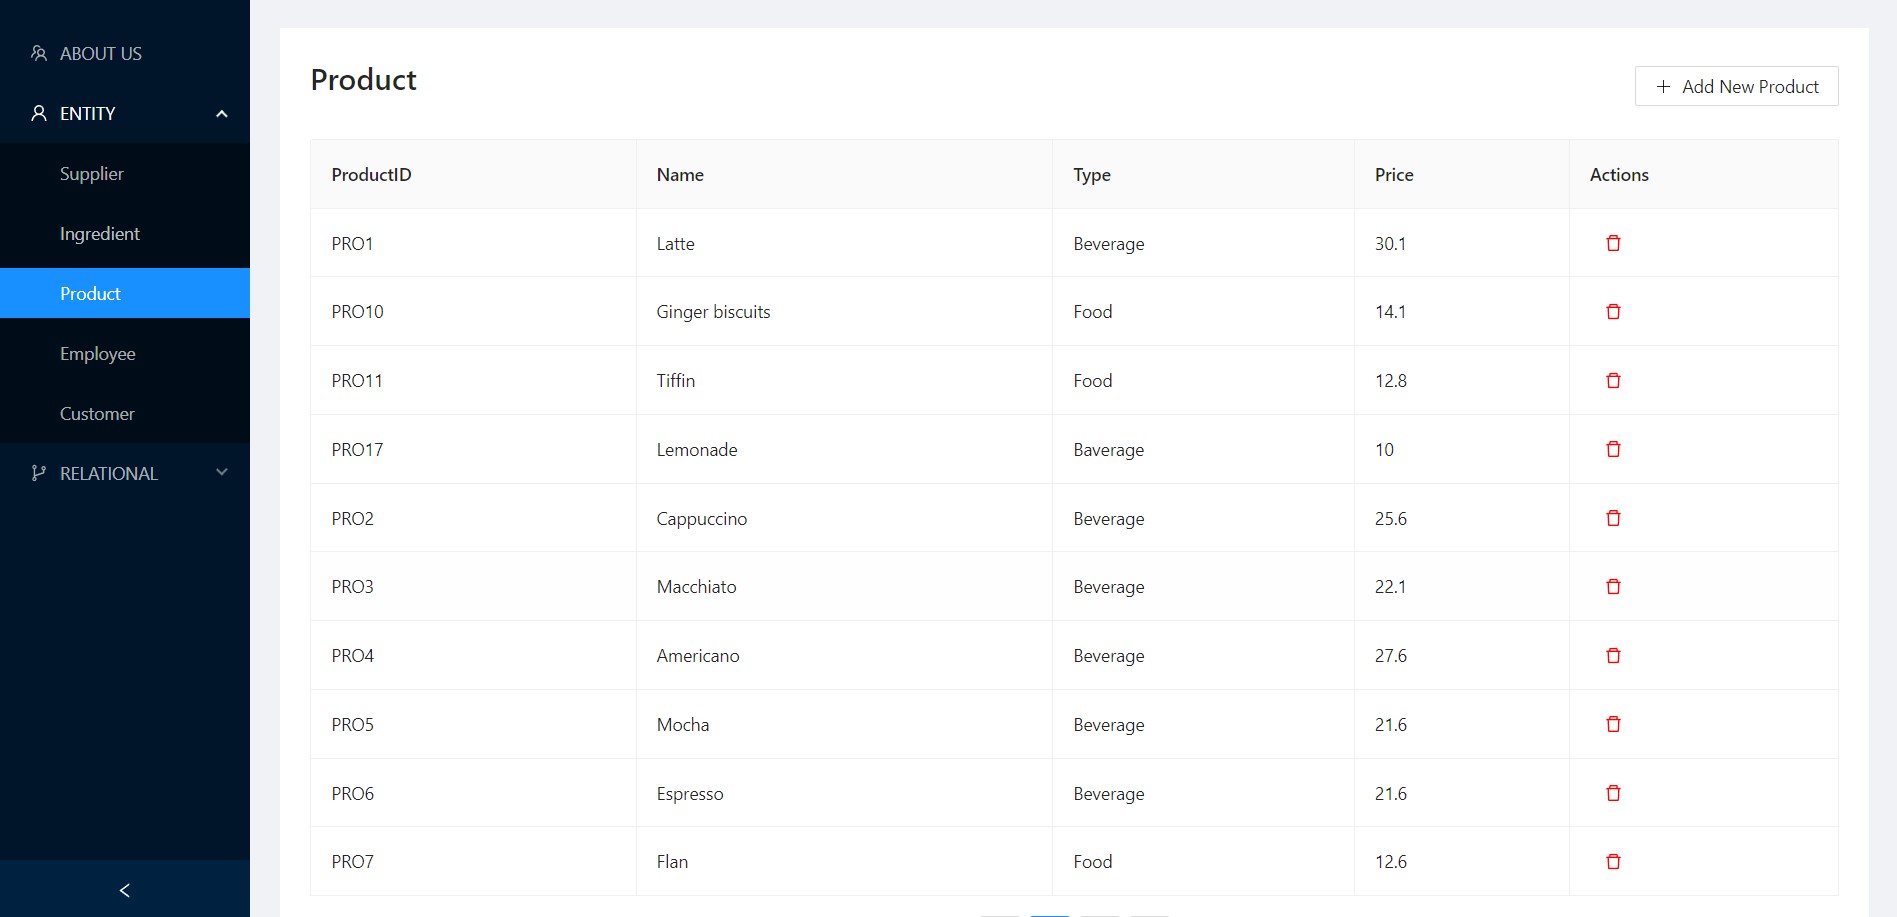 ABOUT US
ENTITY
Supplier
Ingredient
Product
Employee
Customer
RELATIONAL
Product
Add New Product
ProductID Name Type Price Actions
PRO1 Latte Beverage 30.1
PRO10 Ginger biscuits Food 14.1
PRO11 Tiffin Food 12.8
PRO17 Lemonade Baverage 10
PRO2 Cappuccino Beverage 25.6
PRO3 Macchiato Beverage 22.1
PRO4 Americano Beverage 27.6
PRO5 Mocha Beverage 21.6
PRO6 Espresso Beverage 21.6
PRO7 Flan Food 12.6